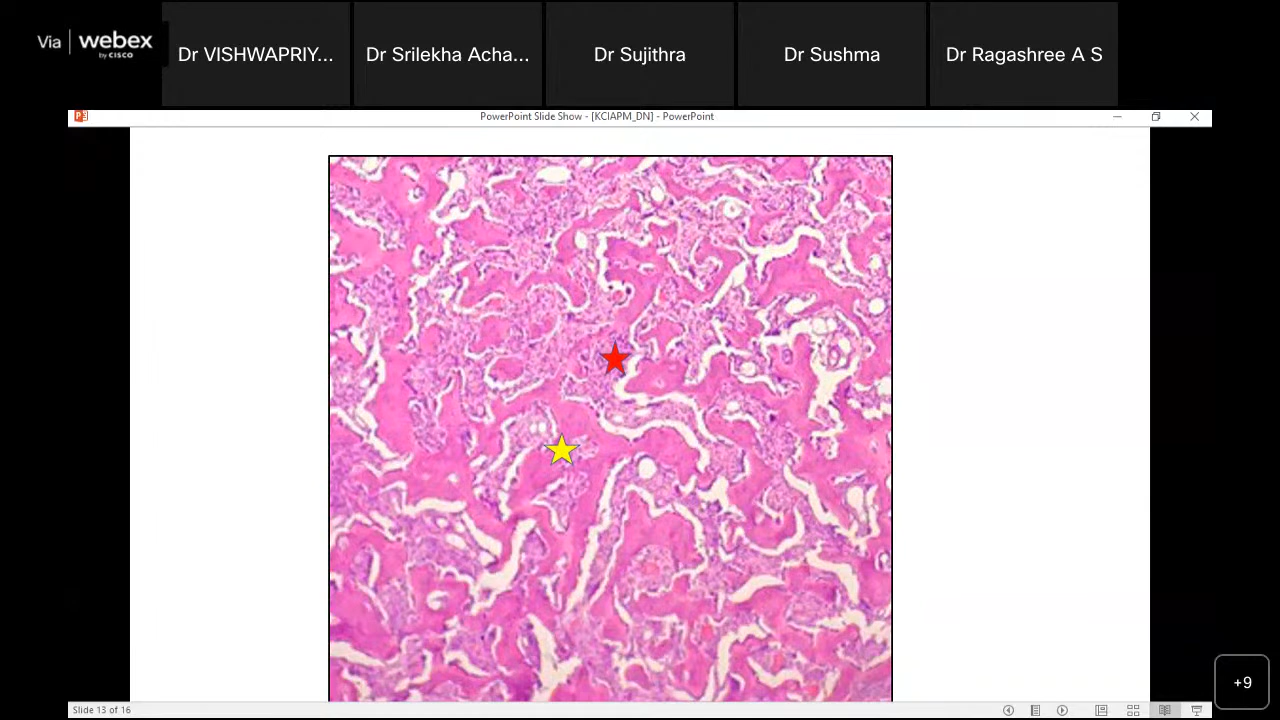 Via webex
by CISCO
Dr VISHWAPRIY...
Dr Srilekha Acha...
Dr Sujithra
Dr Sushma
Dr Ragashree A S
PowerPoint Slide Show - [KCIAPM_DN] - PowerPoint
Slide 13 of 16
+9